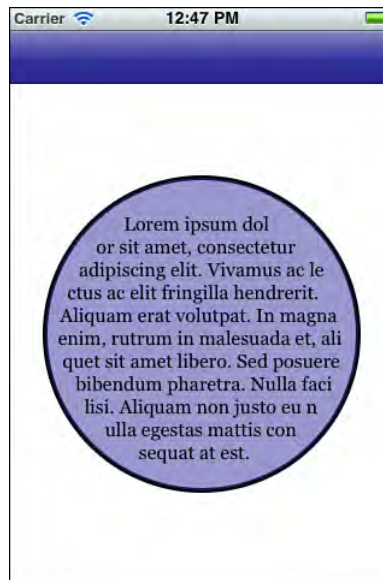 Carrier 12:47 PM
Lorem ipsum dol
or sit amet, consectetur
adipiscing elit. Vivamus ac le
ctus ac elit fringilla hendrerit.
Aliquam erat volutpat. In magna
enim, rutrum in malesuada et, ali
quet sit amet libero. Sed posuere
bibendum pharetra. Nulla faci
lisi. Aliquam non justo eu n
ulla egestas mattis con
sequat at est.